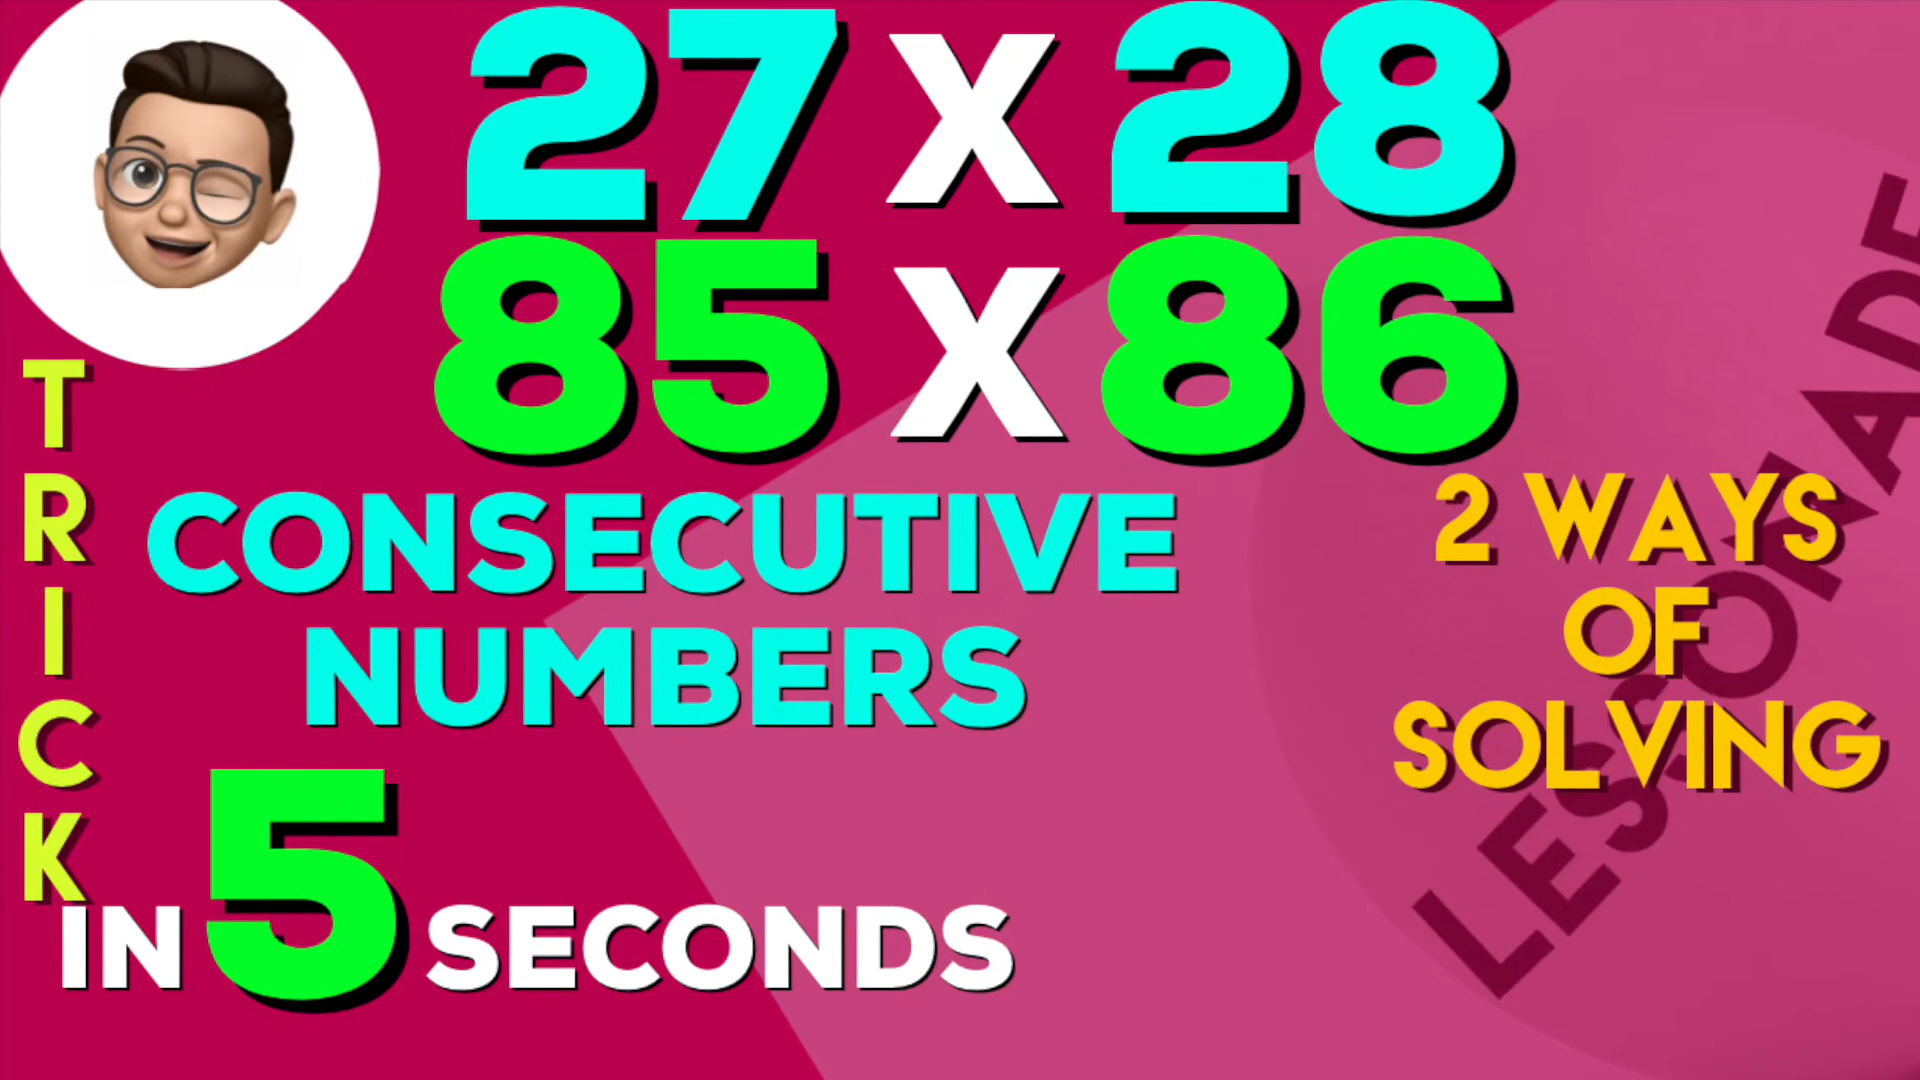 27 X 28
85 X 86
TRICK
CONSECUTIVE
NUMBERS
2 WAYS
OF
SOLVING
IN 5 SECONDS
LESSONADE